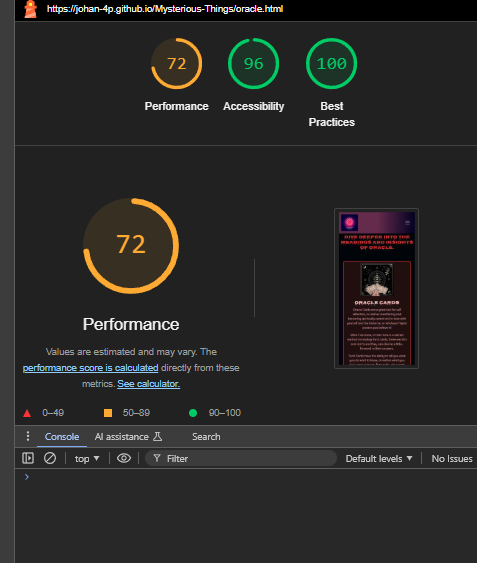 https://johan-4p.github.io/Mysterious-Things/oracle.html
72
96
100
Performance
Accessibility
Best
Practices
72
DIVE DEEPER INTO THE
MEANINGS AND INSIGHTS
OF ORACLE.
ORACLE CARDS
Performance
Values are estimated and may vary. The
performance score is calculated directly from these
metrics. See calculator.
0–49
50–89
90–100
Console
AI assistance
Search
top
Filter
Default levels
No Issues